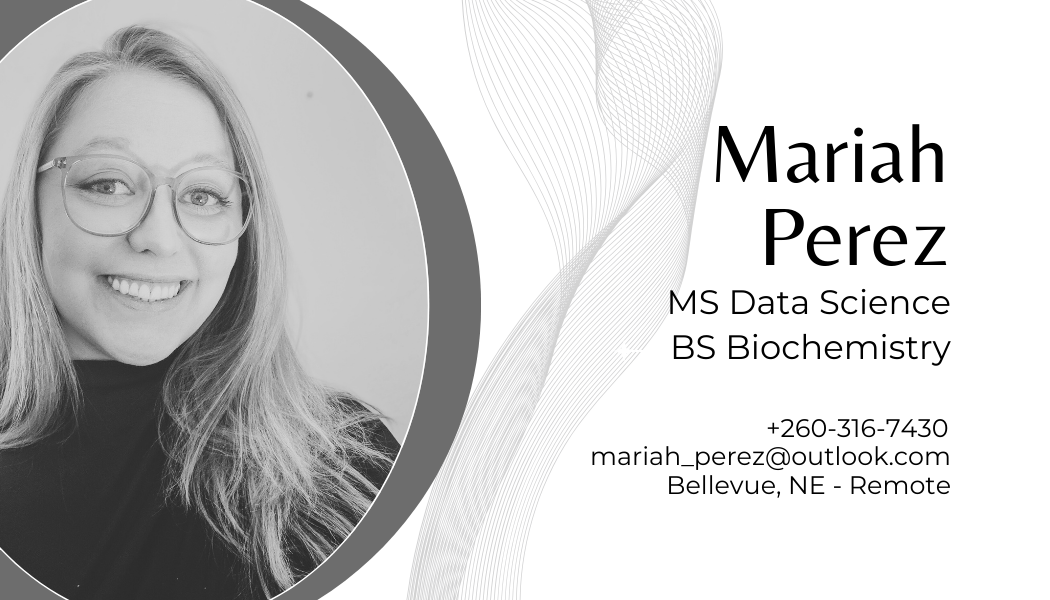 Mariah
Perez
MS Data Science
BS Biochemistry
+260-316-7430
mariah_perez@outlook.com
Bellevue, NE - Remote